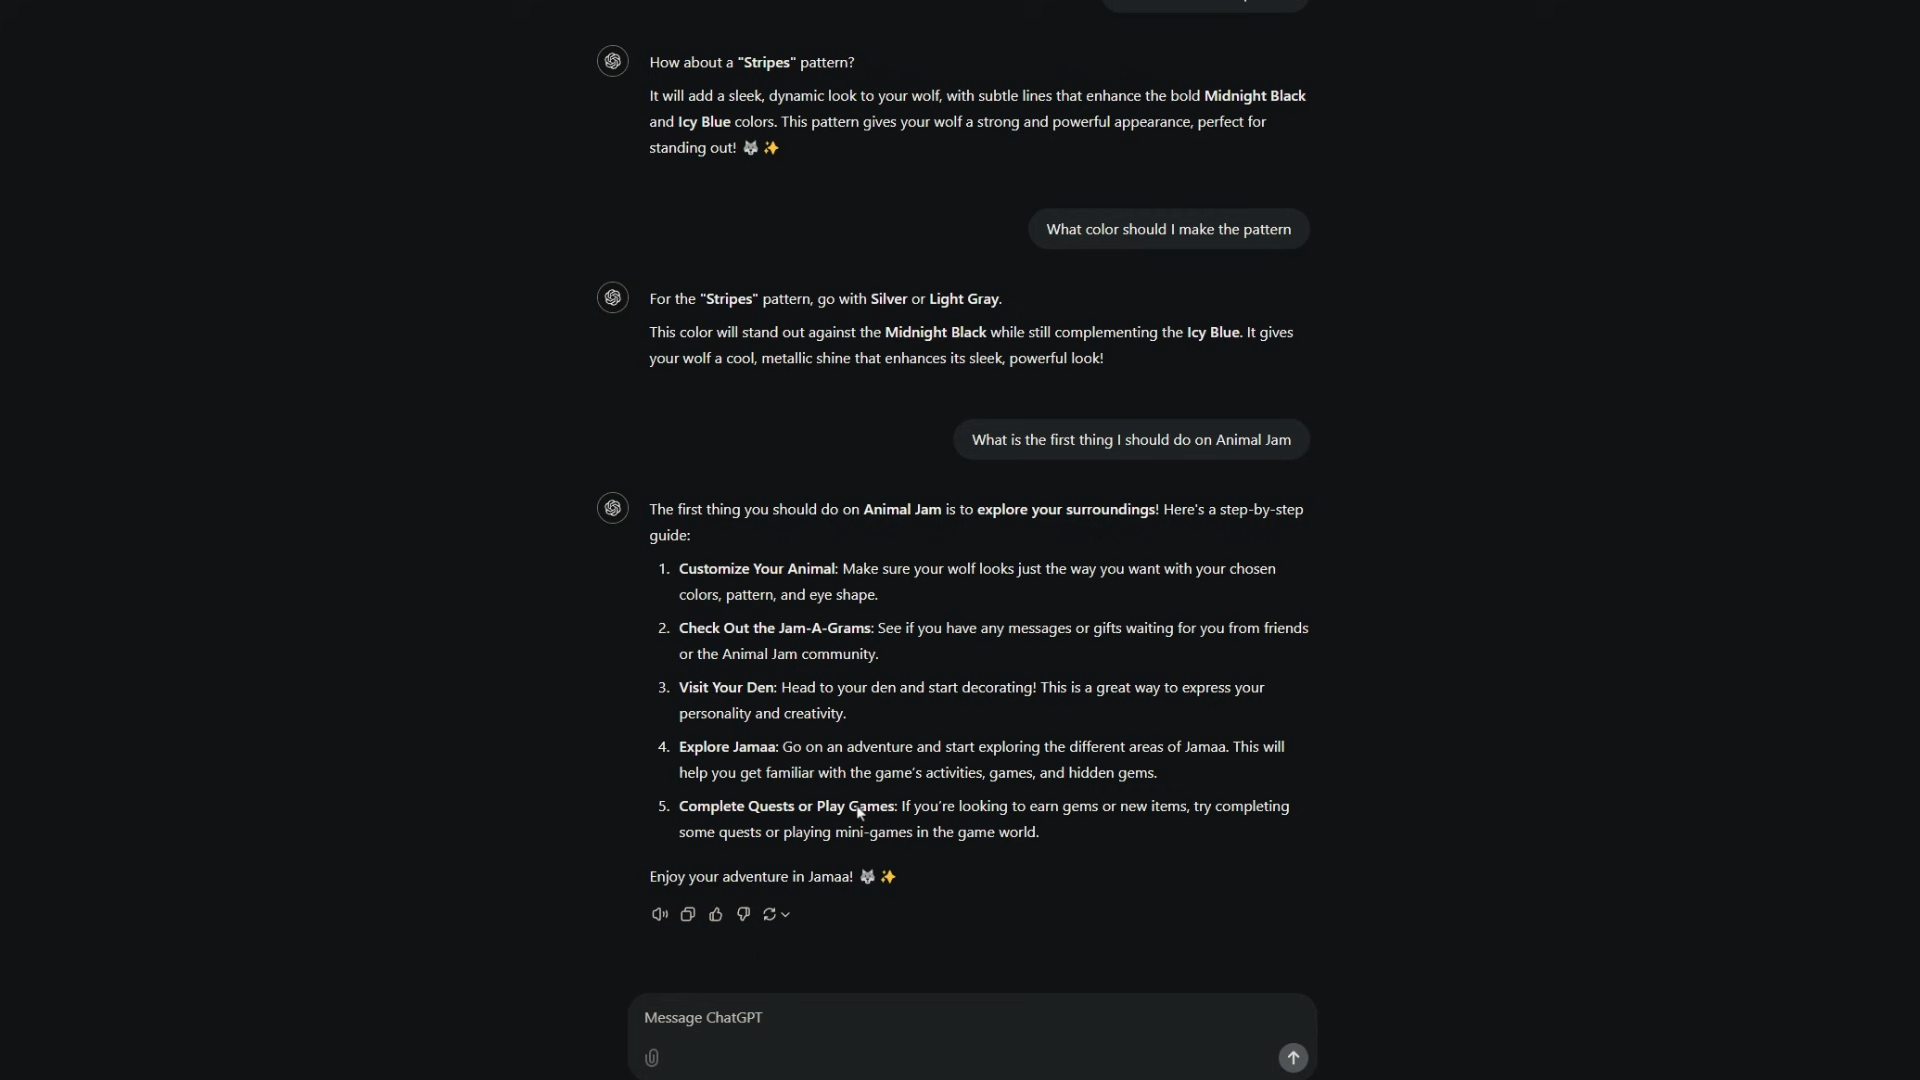 How about a "Stripes" pattern?
It will add a sleek, dynamic look to your wolf, with subtle lines that enhance the bold Midnight Black
and Icy Blue colors. This pattern gives your wolf a strong and powerful appearance, perfect for
standing out! 🐺✨
What color should I make the pattern
For the "Stripes" pattern, go with Silver or Light Gray.
This color will stand out against the Midnight Black while still complementing the Icy Blue. It gives
your wolf a cool, metallic shine that enhances its sleek, powerful look!
What is the first thing I should do on Animal Jam
The first thing you should do on Animal Jam is to explore your surroundings! Here's a step-by-step
guide:
1. Customize Your Animal: Make sure your wolf looks just the way you want with your chosen
colors, pattern, and eye shape.
2. Check Out the Jam-A-Grams: See if you have any messages or gifts waiting for you from friends
or the Animal Jam community.
3. Visit Your Den: Head to your den and start decorating! This is a great way to express your
personality and creativity.
4. Explore Jamaa: Go on an adventure and start exploring the different areas of Jamaa. This will
help you get familiar with the game's activities, games, and hidden gems.
5. Complete Quests or Play Games: If you're looking to earn gems or new items, try completing
some quests or playing mini-games in the game world.
Enjoy your adventure in Jamaa! 🐺✨
Message ChatGPT